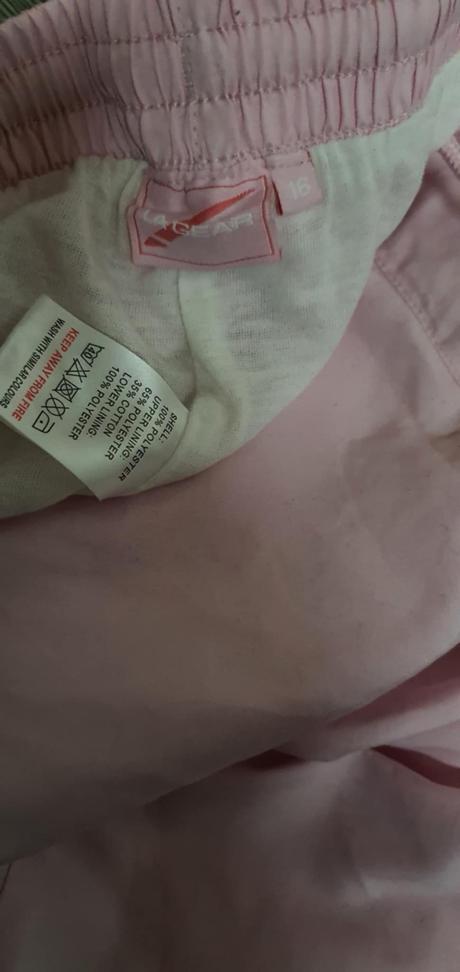 LA GEAR
16
SHELL:
100% POLYESTER
UPPER LINING:
65% POLYESTER
35% COTTON
LOWER LINING:
100% POLYESTER
KEEP AWAY FROM FIRE
WASH WITH SIMILAR COLOURS